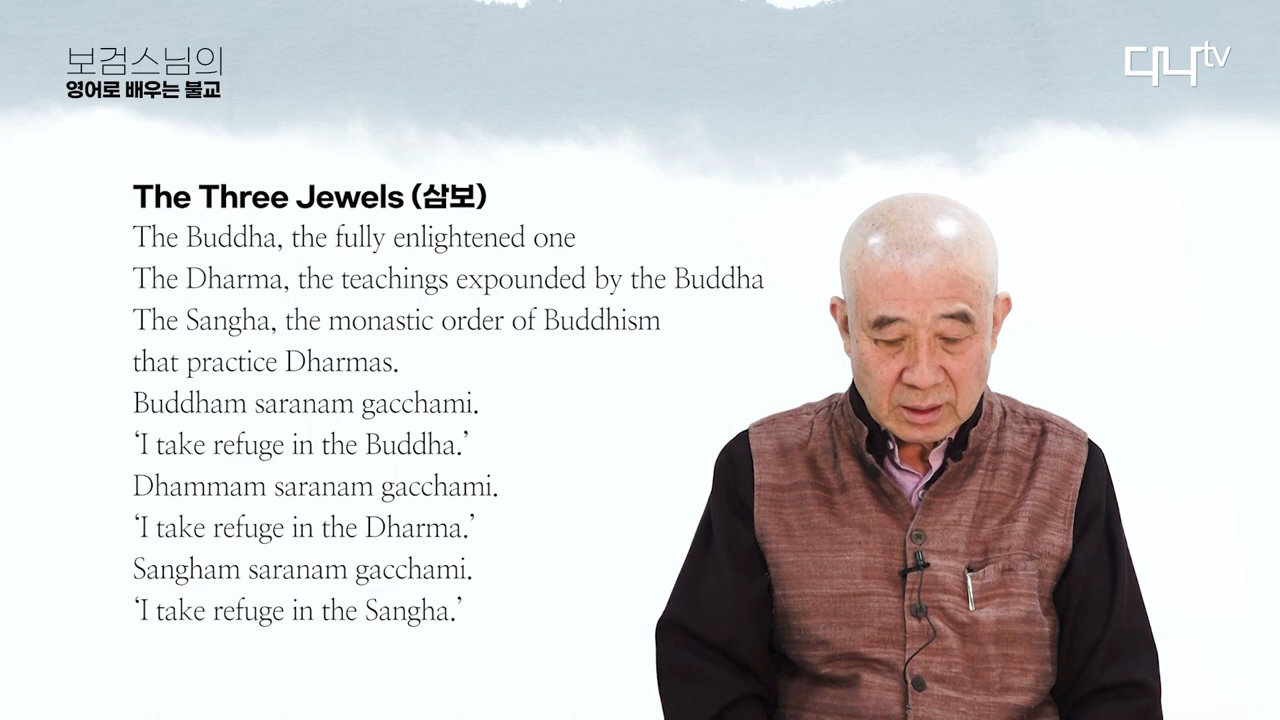 보검스님의
영어로 배우는 불교
다나tv
The Three Jewels (삼보)
The Buddha, the fully enlightened one
The Dharma, the teachings expounded by the Buddha
The Sangha, the monastic order of Buddhism
that practice Dharmas.
Buddham saranam gacchami.
‘I take refuge in the Buddha.’
Dhammam saranam gacchami.
‘I take refuge in the Dharma.’
Sangham saranam gacchami.
‘I take refuge in the Sangha.’